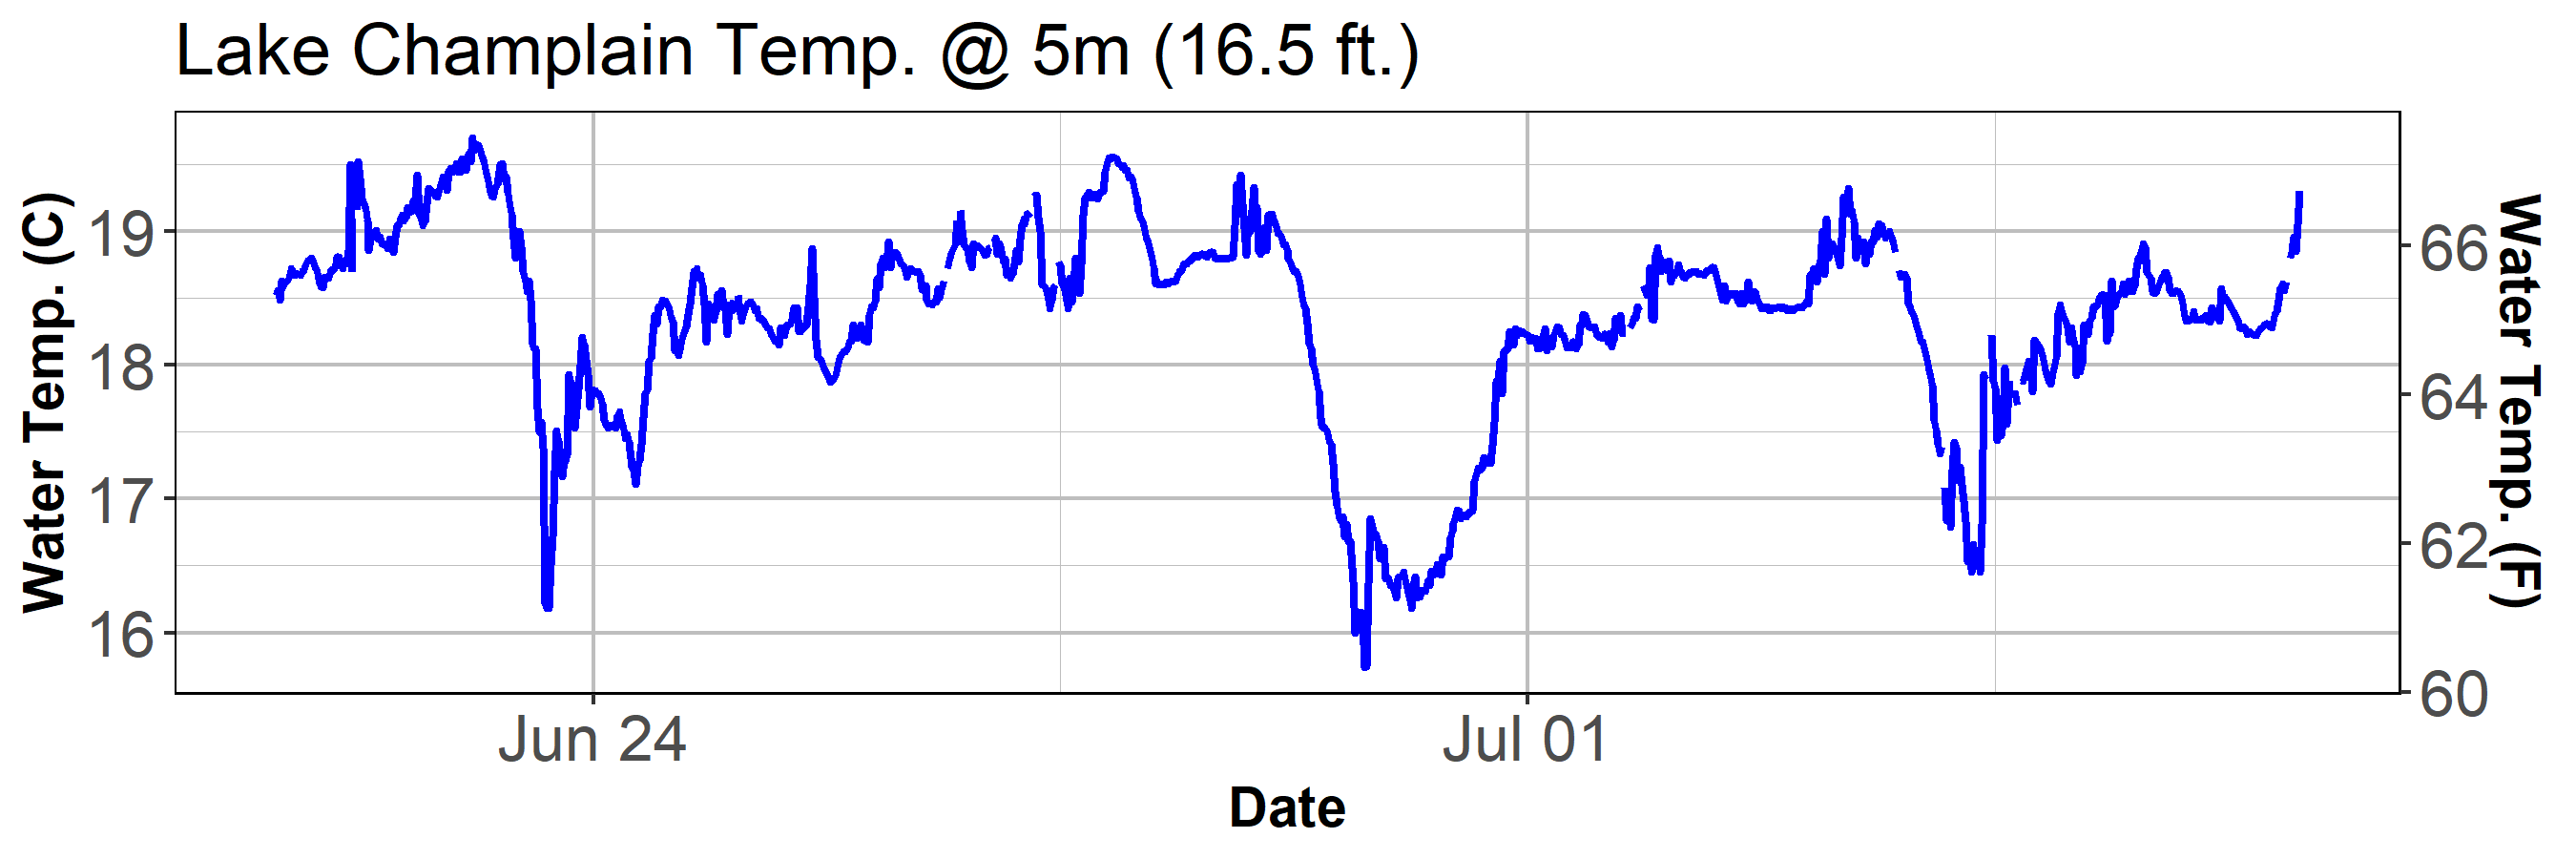 Lake Champlain Temp. @ 5m (16.5 ft.)
Water Temp. (C)
19
18
17
16
66
64
62
60
Water Temp. (F)
Jun 24
Jul 01
Date